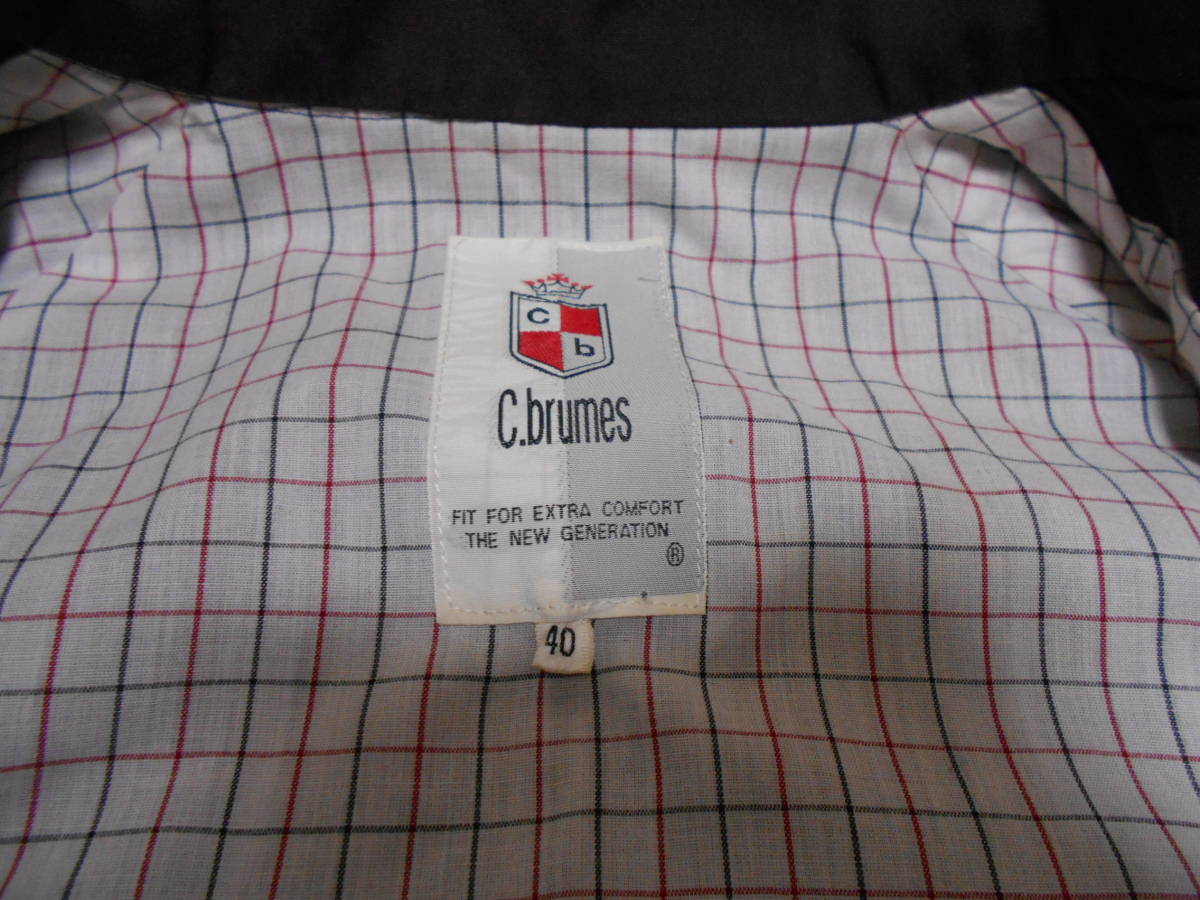 C
b
C.brumes
FIT FOR EXTRA COMFORT
THE NEW GENERATION
®
40